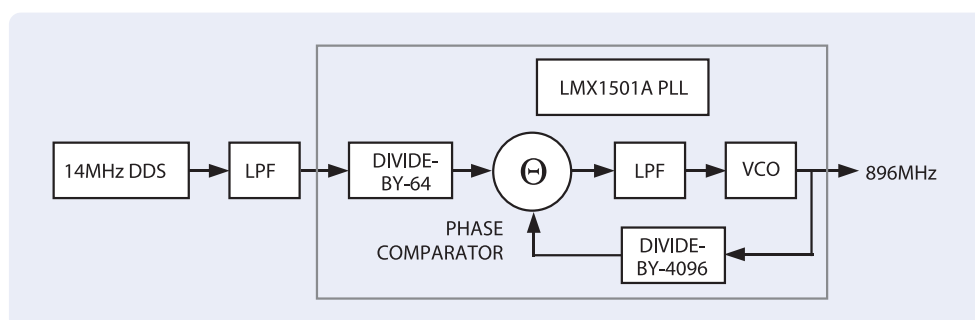 LMX1501A PLL
14MHz DDS
LPF
DIVIDE-
BY-64
Θ
LPF
VCO
896MHz
PHASE
COMPARATOR
DIVIDE-
BY-4096